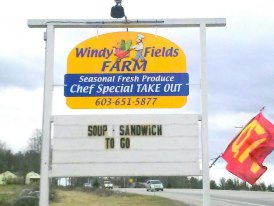 Windy Fields
FARM
Seasonal Fresh Produce
Chef Special TAKE OUT
603-651-5877
SOUP · SANDWICH
TO GO